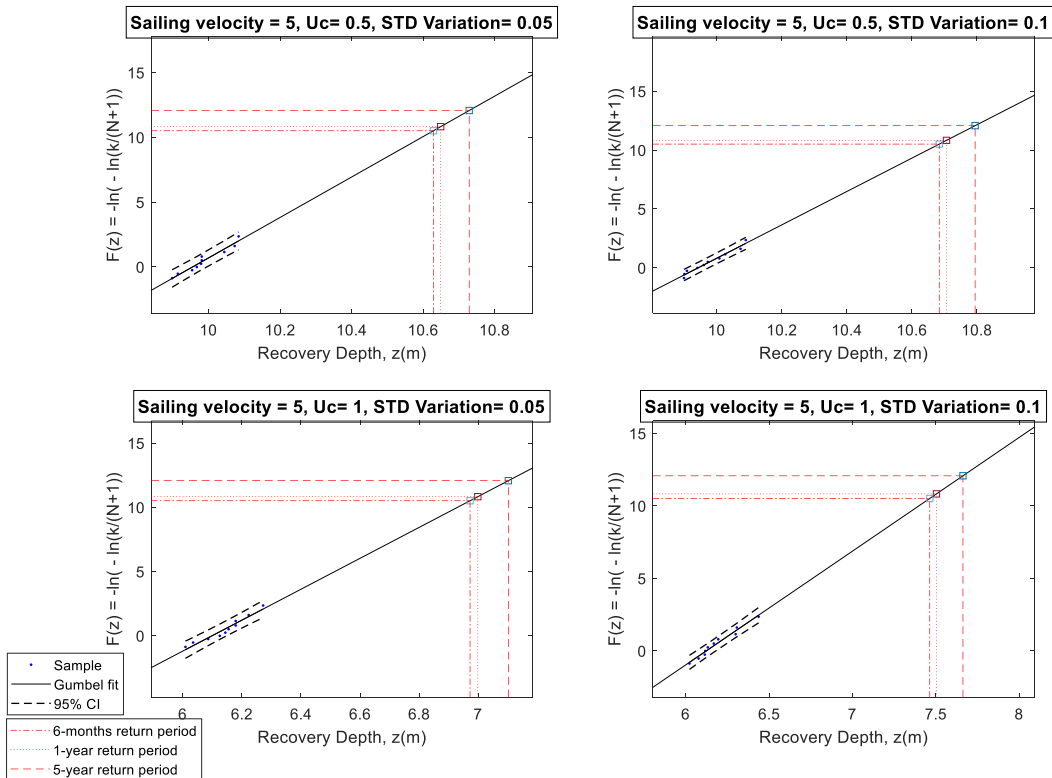 Sailing velocity = 5, Uc= 0.5, STD Variation= 0.05
F(z) = -ln( - ln(k/(N+1))
15
10
5
0
10
10.2
10.4
10.6
10.8
Recovery Depth, z(m)
Sailing velocity = 5, Uc= 0.5, STD Variation= 0.1
F(z) = -ln( - ln(k/(N+1))
15
10
5
0
10
10.2
10.4
10.6
10.8
Recovery Depth, z(m)
Sailing velocity = 5, Uc= 1, STD Variation= 0.05
F(z) = -ln( - ln(k/(N+1))
15
10
5
0
6
6.2
6.4
6.6
6.8
7
Recovery Depth, z(m)
Sailing velocity = 5, Uc= 1, STD Variation= 0.1
F(z) = -ln( - ln(k/(N+1))
15
10
5
0
6
6.5
7
7.5
8
Recovery Depth, z(m)
Sample
Gumbel fit
95% CI
6-months return period
1-year return period
5-year return period